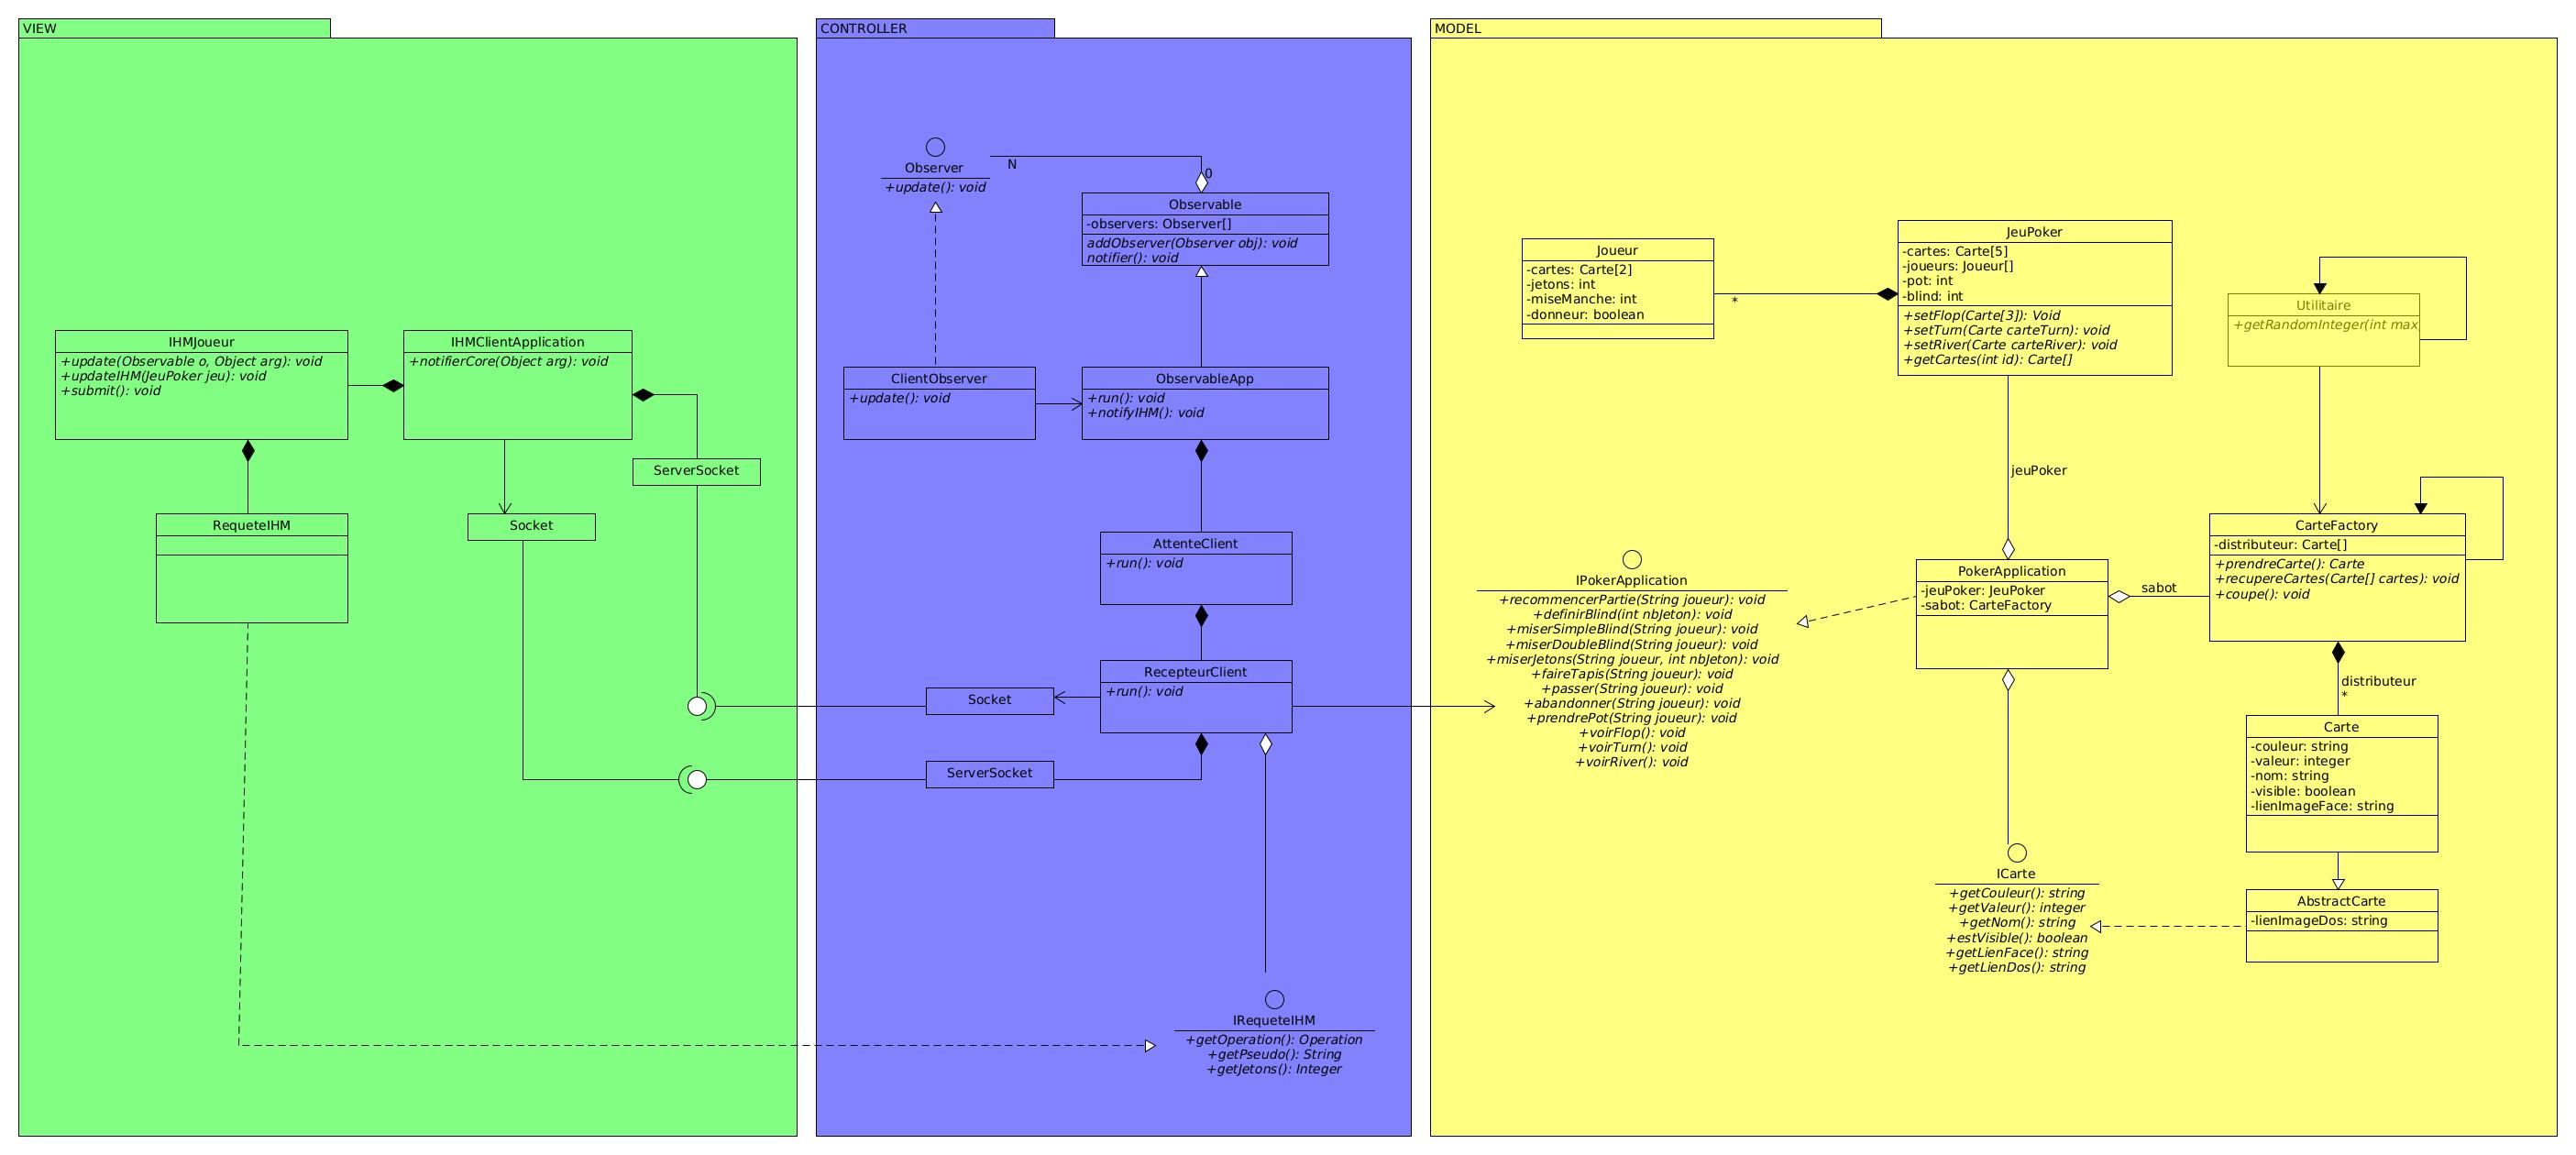 VIEW
IHMJoueur
+update(Observable o, Object arg): void
+updateIHM(JeuPoker jeu): void
+submit(): void
IHMClientApplication
+notifierCore(Object arg): void
ServerSocket
RequeteIHM
Socket
CONTROLLER
Observer
+update(): void
N
0
Observable
-observers: Observer[]
addObserver(Observer obj): void
notifier(): void
ClientObserver
+update(): void
ObservableApp
+run(): void
+notifyIHM(): void
AttenteClient
+run(): void
RecepteurClient
+run(): void
Socket
ServerSocket
IRequeteIHM
+getOperation(): Operation
+getPseudo(): String
+getJetons(): Integer
MODEL
Joueur
-cartes: Carte[2]
-jetons: int
-miseManche: int
-donneur: boolean
*
JeuPoker
-cartes: Carte[5]
-joueurs: Joueur[]
-pot: int
-blind: int
+setFlop(Carte[3]): Void
+setTurn(Carte carteTurn): void
+setRiver(Carte carteRiver): void
+getCartes(int id): Carte[]
Utilitaire
+getRandomInteger(int max
jeuPoker
IPokerApplication
+recommencerPartie(String joueur): void
+definirBlind(int nbJeton): void
+miserSimpleBlind(String joueur): void
+miserDoubleBlind(String joueur): void
+miserJetons(String joueur, int nbJeton): void
+faireTapis(String joueur): void
+passer(String joueur): void
+abandonner(String joueur): void
+prendrePot(String joueur): void
+voirFlop(): void
+voirTurn(): void
+voirRiver(): void
PokerApplication
-jeuPoker: JeuPoker
-sabot: CarteFactory
sabot
CarteFactory
-distributeur: Carte[]
+prendreCarte(): Carte
+recupereCartes(Carte[] cartes): void
+coupe(): void
distributeur
*
Carte
-couleur: string
-valeur: integer
-nom: string
-visible: boolean
-lienImageFace: string
ICarte
+getCouleur(): string
+getValeur(): integer
+getNom(): string
+estVisible(): boolean
+getLienFace(): string
+getLienDos(): string
AbstractCarte
-lienImageDos: string